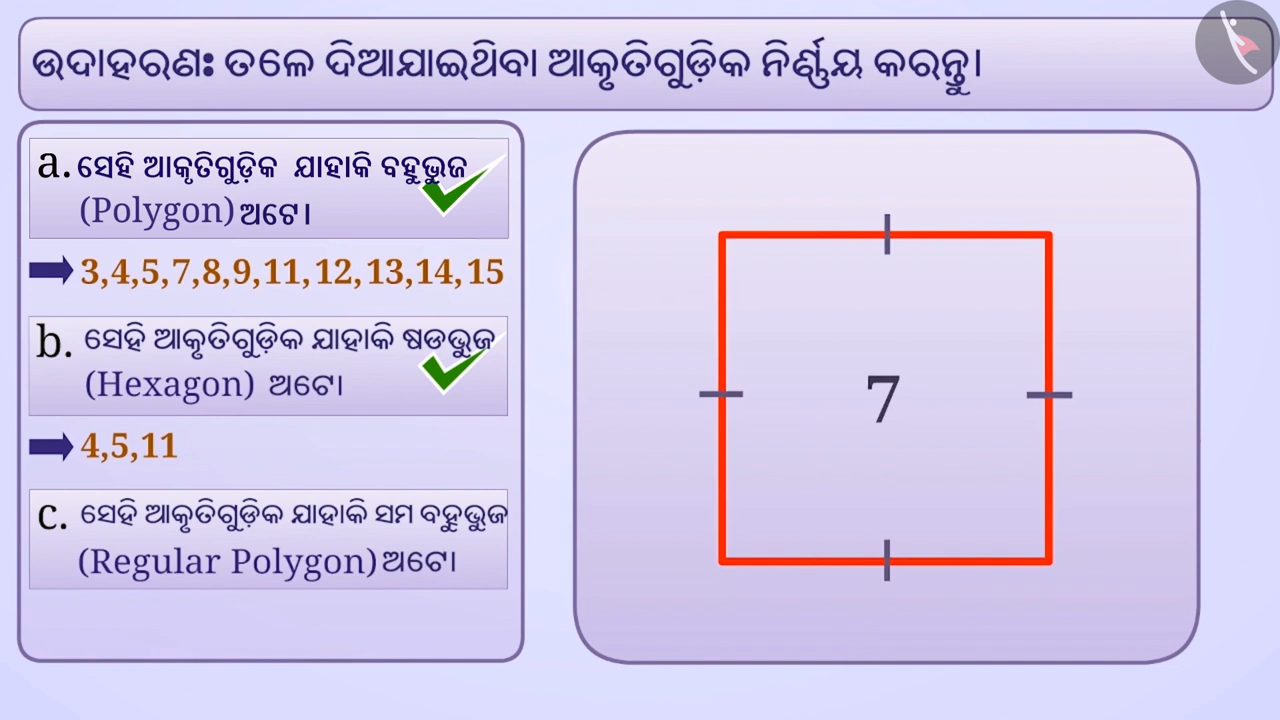 ଉଦାହରଣଃ ତଳେ ଦିଆଯାଇଥିବା ଆକୃତିଗୁଡ଼ିକ ନିର୍ଣ୍ଣୟ କରନ୍ତୁ।
a. ସେହି ଆକୃତିଗୁଡ଼ିକ ଯାହାକି ବହୁଭୁଜ
(Polygon) ଅଟେ।
3,4,5,7,8,9,11,12,13,14,15
b. ସେହି ଆକୃତିଗୁଡ଼ିକ ଯାହାକି ଷଡଭୁଜ
(Hexagon) ଅଟେ।
4,5,11
c. ସେହି ଆକୃତିଗୁଡ଼ିକ ଯାହାକି ସମ ବହୁଭୁଜ
(Regular Polygon) ଅଟେ।
7